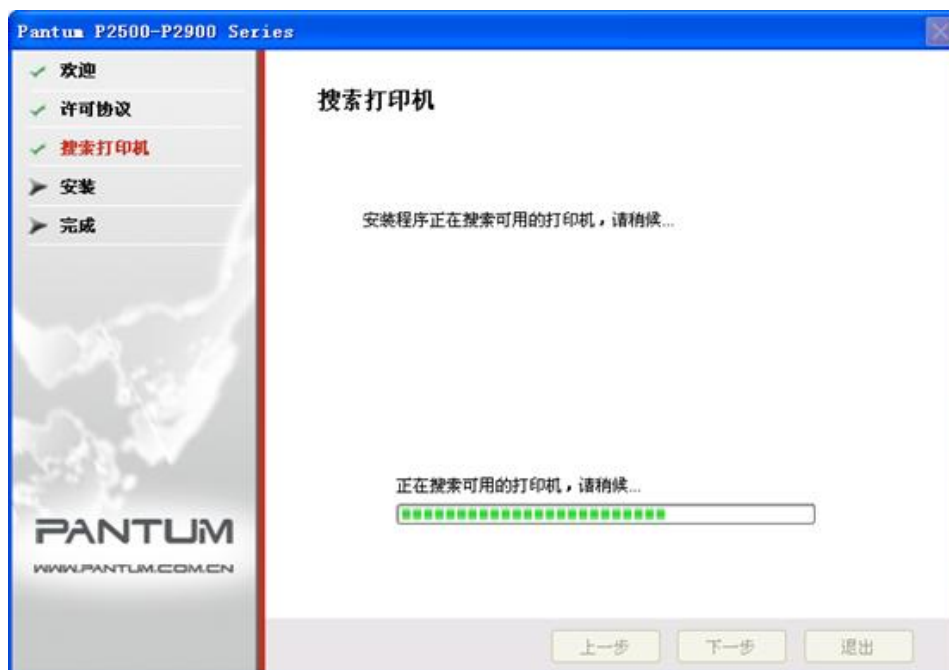 Pantum P2500-P2900 Series
欢迎
许可协议
搜索打印机
安装
完成
搜索打印机
安装程序正在搜索可用的打印机，请稍候...
正在搜索可用的打印机，请稍候...
PANTUM
WWW.PANTUM.COM.CN
上一步
下一步
退出